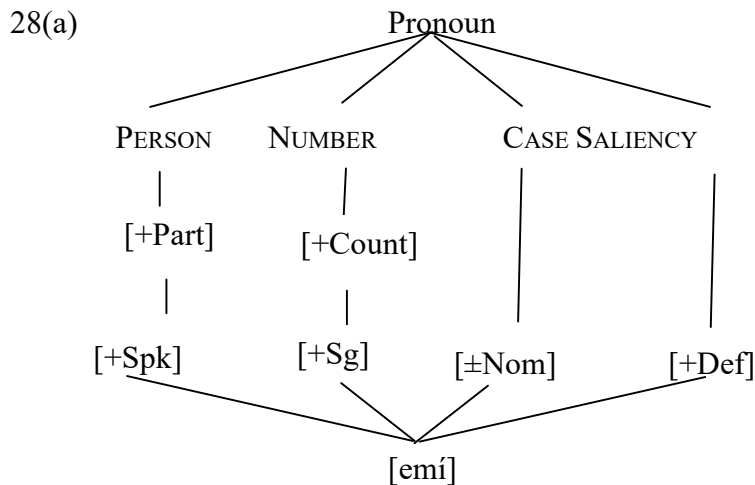 28(a) Pronoun
PERSON NUMBER CASE SALIENCY
[+Part] [+Count]
[+Spk] [+Sg] [±Nom] [+Def]
[emí]